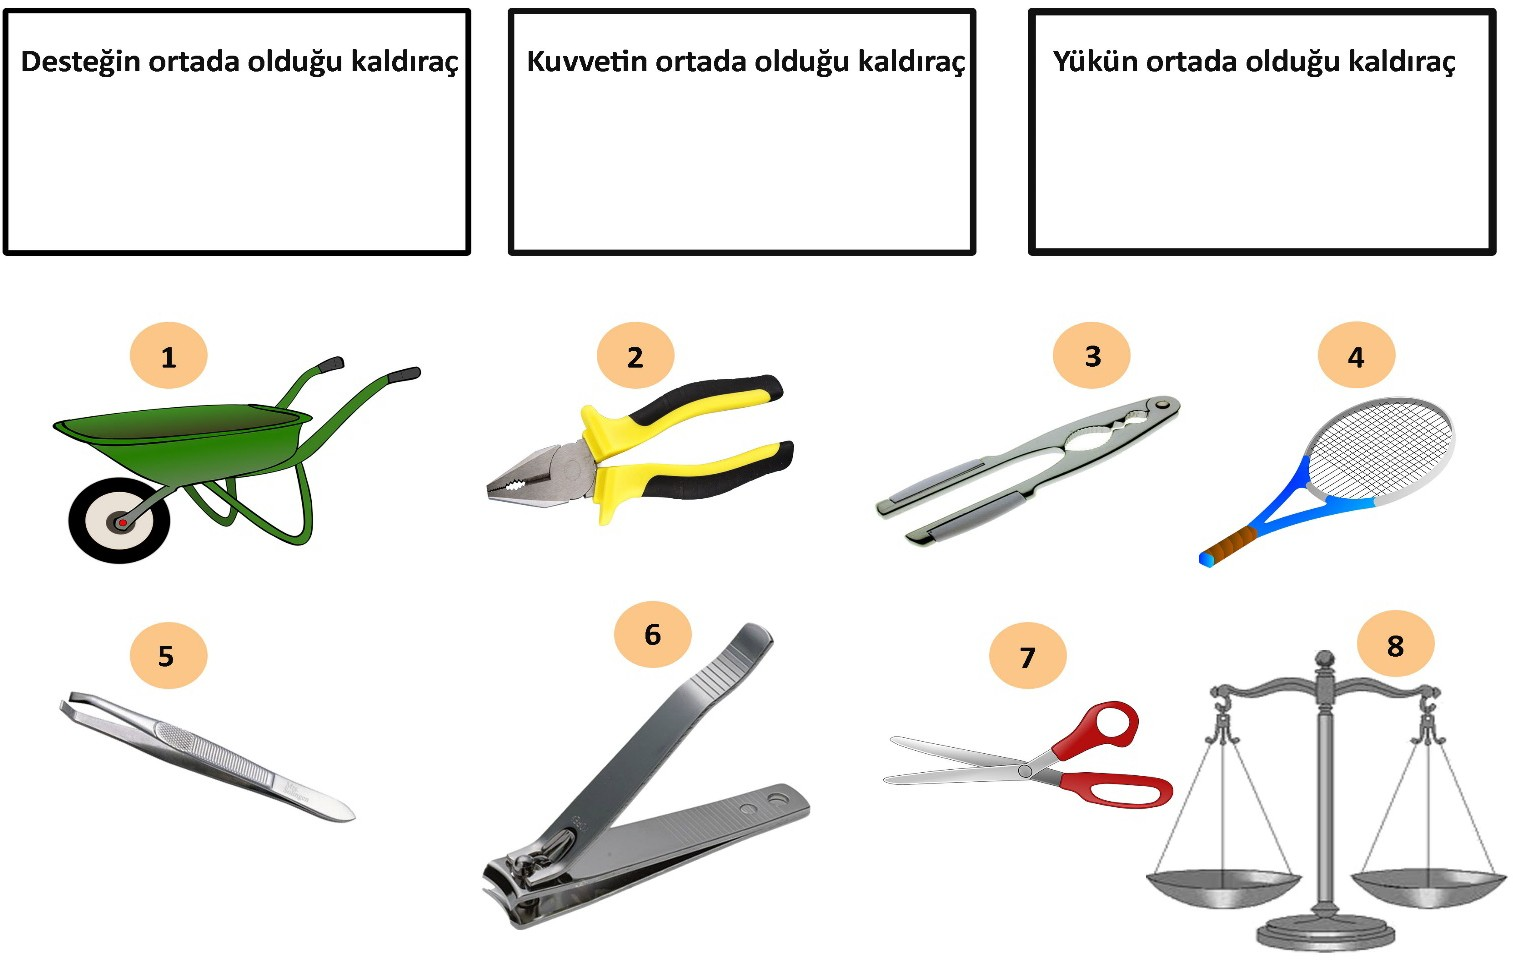 Desteğin ortada olduğu kaldıraç
Kuvvetin ortada olduğu kaldıraç
Yükün ortada olduğu kaldıraç
1
2
3
4
5
6
7
8